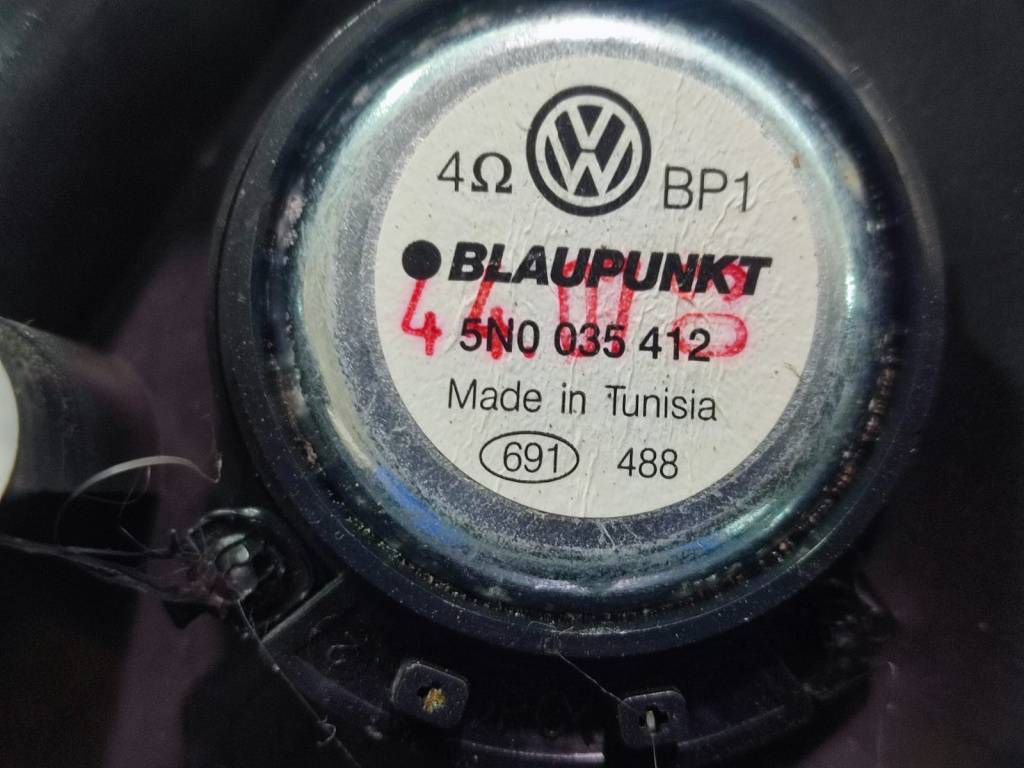 4Ω BP1
BLAUPUNKT
5N0 035 412
Made in Tunisia
691 488